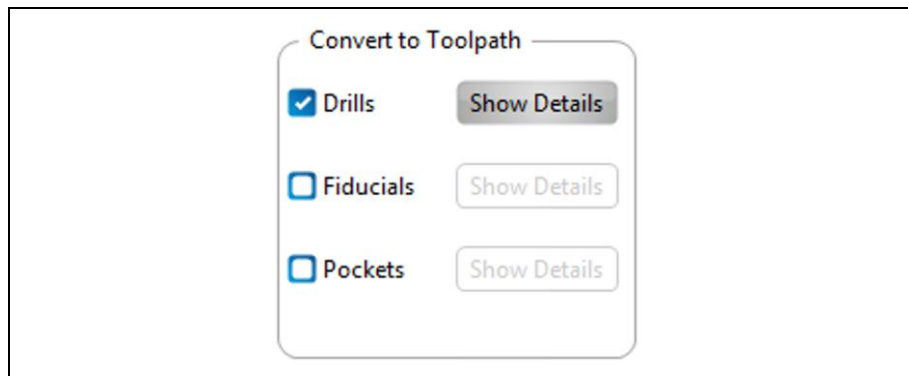 Convert to Toolpath
Drills Show Details
Fiducials Show Details
Pockets Show Details